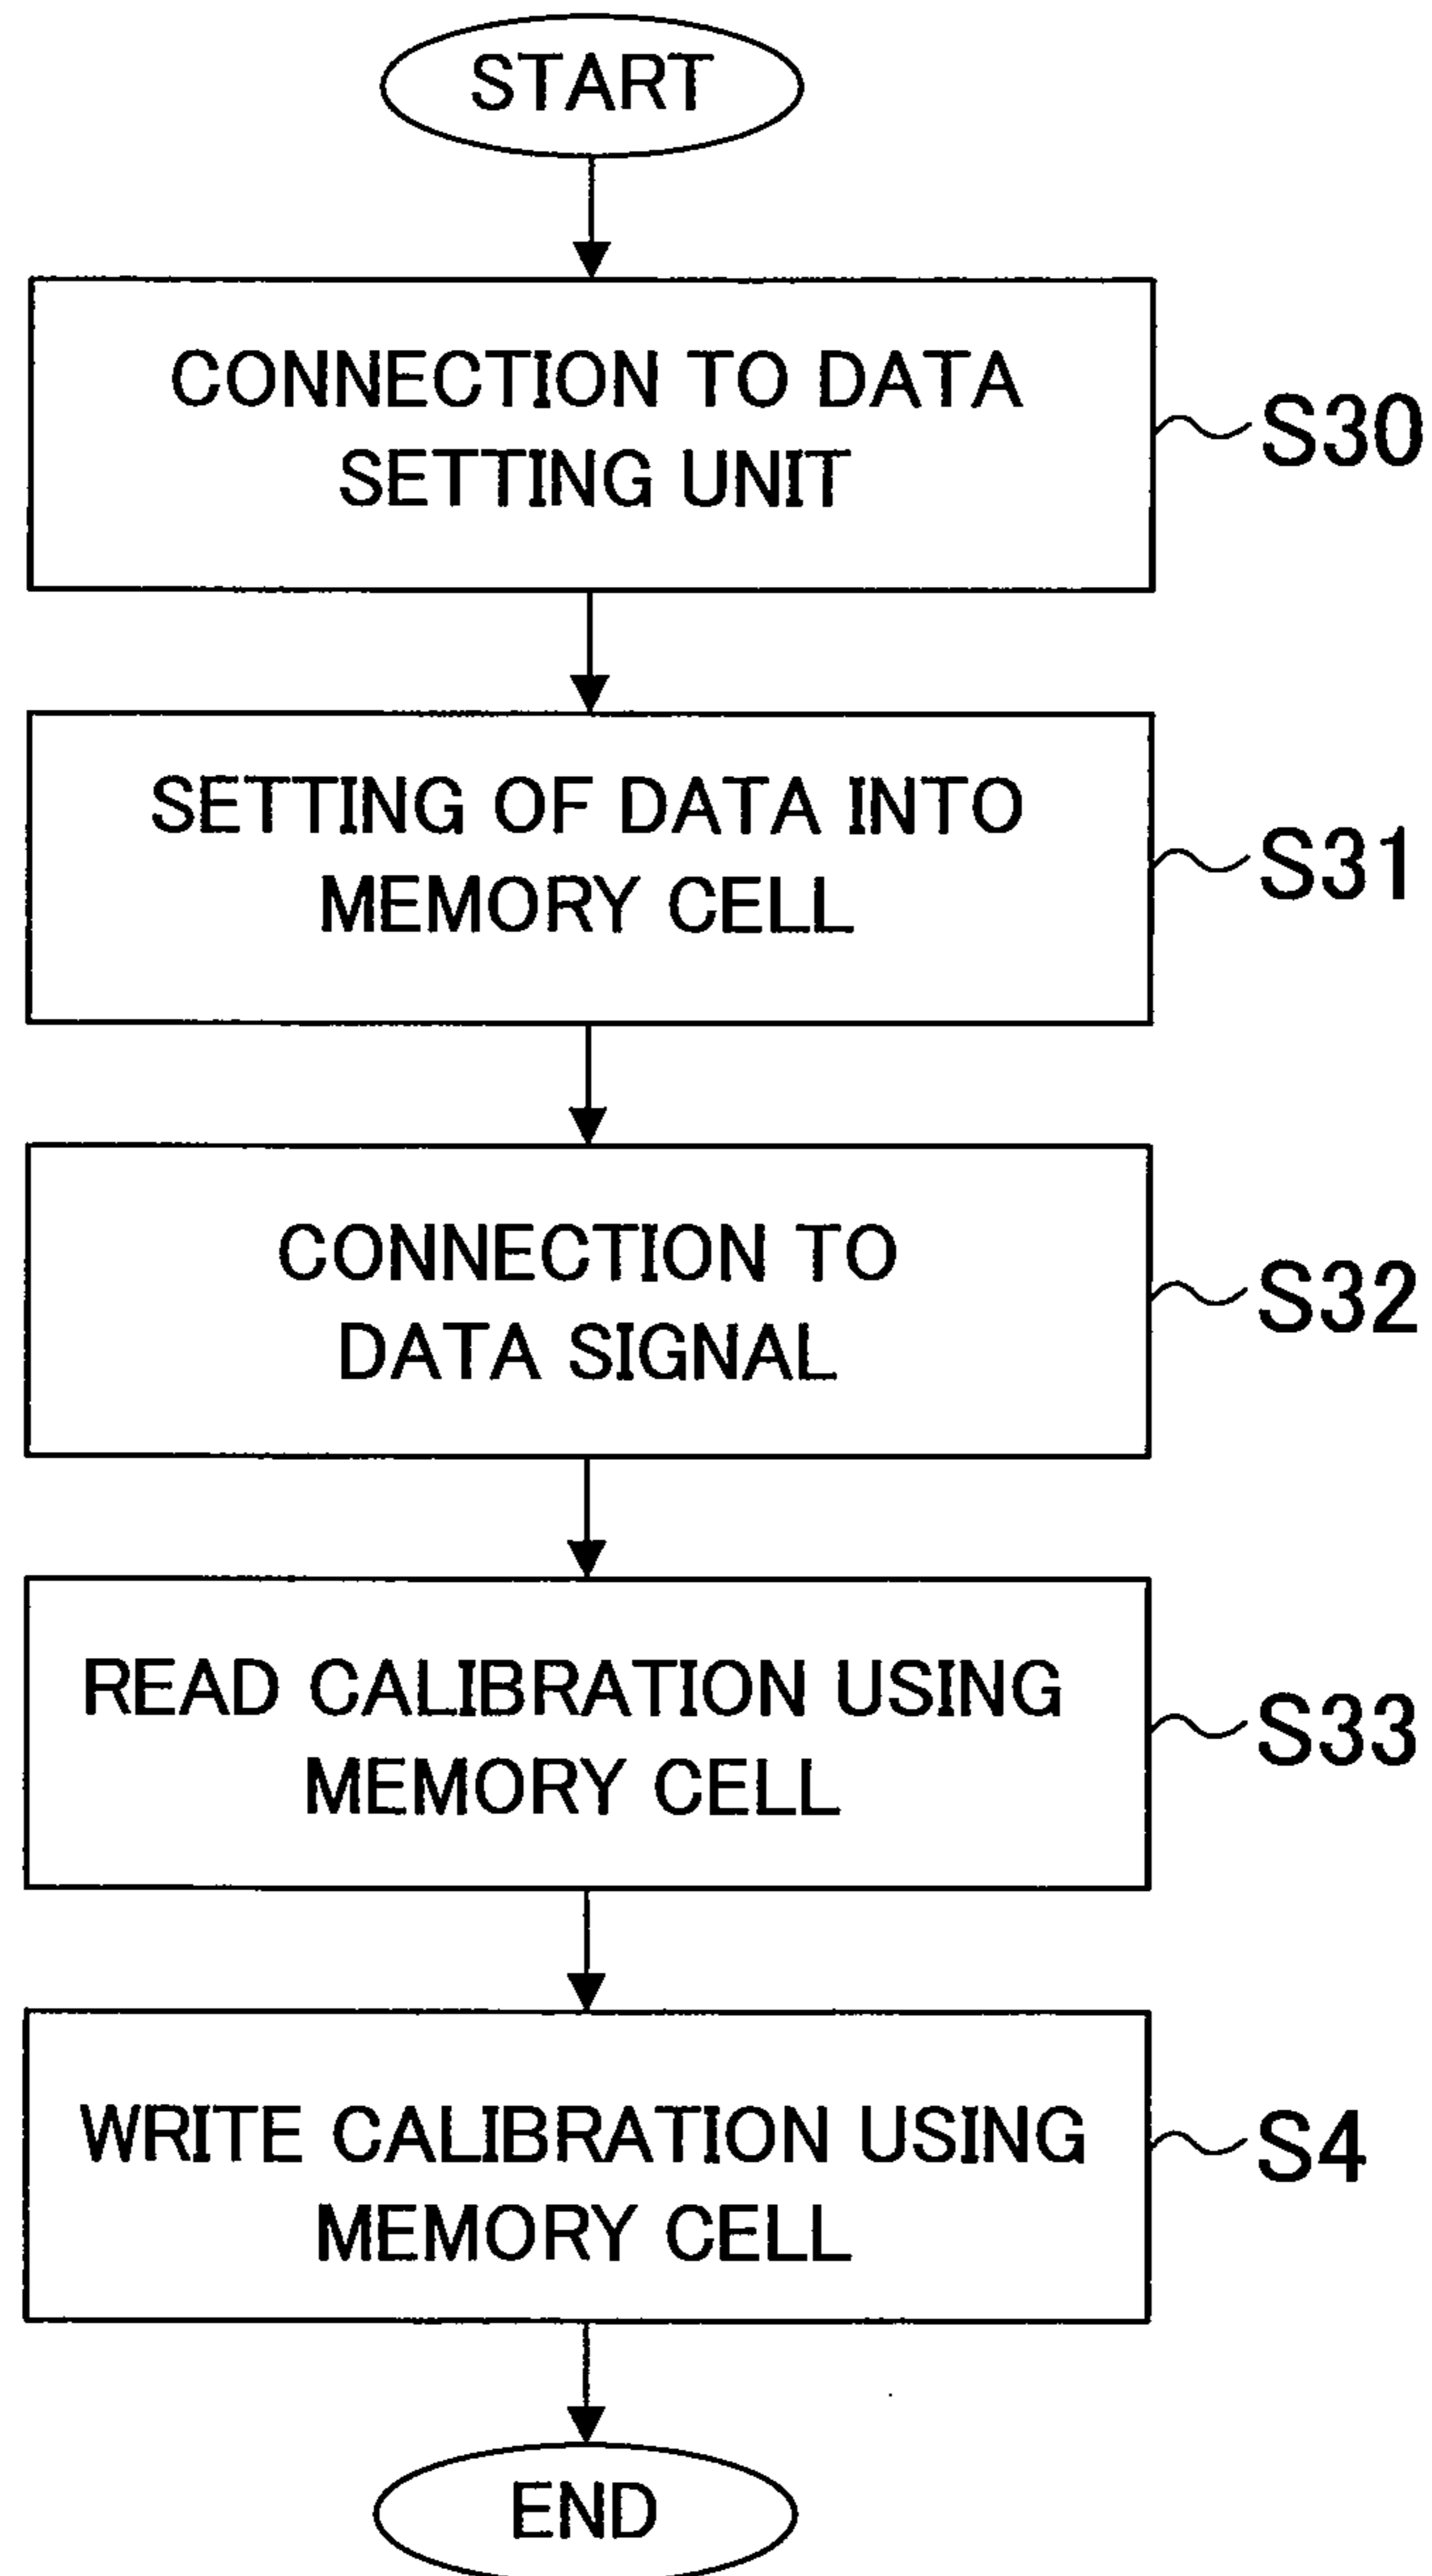 START
CONNECTION TO DATA
SETTING UNIT
S30
SETTING OF DATA INTO
MEMORY CELL
S31
CONNECTION TO
DATA SIGNAL
S32
READ CALIBRATION USING
MEMORY CELL
S33
WRITE CALIBRATION USING
MEMORY CELL
S4
END